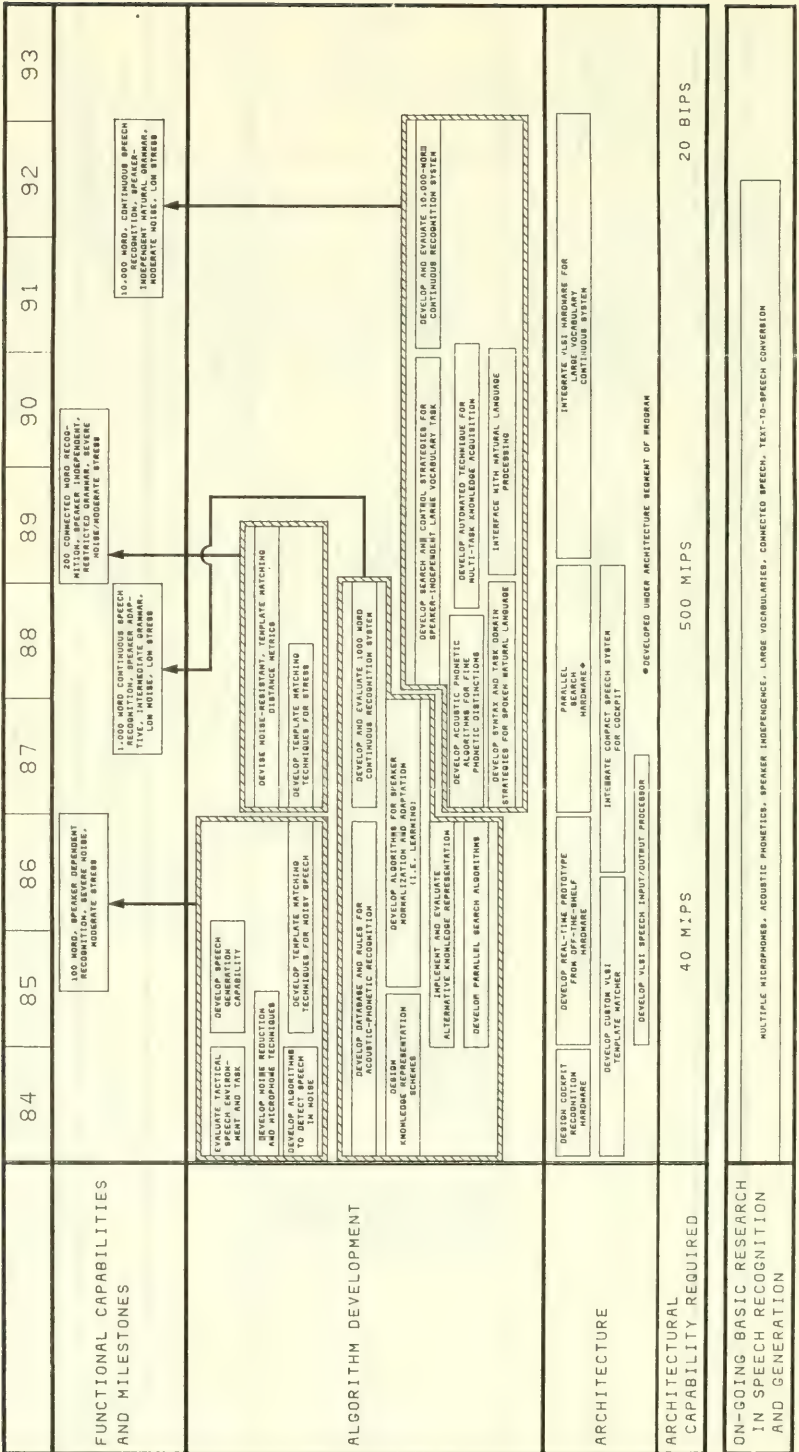 84 85 86 87 88 89 90 91 92 93
FUNCTIONAL CAPABILITIES
AND MILESTONES
100 WORD, SPEAKER DEPENDENT
RECOGNITION, SEVERE NOISE,
MODERATE STRESS
1,000 WORD CONTINUOUS SPEECH
RECOGNITION, SPEAKER ADAP-
TIVE, INTERMEDIATE GRAMMAR,
LOW NOISE, LOW STRESS
200 CONNECTED WORD RECOG-
NITION, SPEAKER INDEPENDENT,
RESTRICTED GRAMMAR, SEVERE
NOISE/MODERATE STRESS
10,000 WORD, CONTINUOUS SPEECH
RECOGNITION, SPEAKER-
INDEPENDENT NATURAL GRAMMAR,
MODERATE NOISE, LOW STRESS
ALGORITHM DEVELOPMENT
EVALUATE TACTICAL
SPEECH ENVIRON-
MENT AND TASK
DEVELOP SPEECH
GENERATION
CAPABILITY
DEVELOP NOISE REDUCTION
AND MICROPHONE TECHNIQUES
DEVELOP ALGORITHMS
TO DETECT SPEECH
IN NOISE
DEVELOP TEMPLATE MATCHING
TECHNIQUES FOR NOISY SPEECH
DEVISE NOISE-RESISTANT, TEMPLATE MATCHING
DISTANCE METRICS
DEVELOP TEMPLATE MATCHING
TECHNIQUES FOR STRESS
DEVELOP DATABASE AND RULES FOR
ACOUSTIC-PHONETIC RECOGNITION
DEVELOP AND EVALUATE 1000 WORD
CONTINUOUS RECOGNITION SYSTEM
DESIGN
KNOWLEDGE REPRESENTATION
SCHEMES
DEVELOP ALGORITHMS FOR SPEAKER
NORMALIZATION AND ADAPTATION
(I.E. LEARNING)
IMPLEMENT AND EVALUATE
ALTERNATIVE KNOWLEDGE REPRESENTATION
DEVELOP PARALLEL SEARCH ALGORITHMS
DEVELOP SEARCH AND CONTROL STRATEGIES FOR
SPEAKER-INDEPENDENT LARGE VOCABULARY TASK
DEVELOP AND EVAUATE 10,000-WORD
CONTINUOUS RECOGNITION SYSTEM
DEVELOP ACOUSTIC PHONETIC
ALGORITHMS FOR FINE
PHONETIC DISTINCTIONS
DEVELOP AUTOMATED TECHNIQUE FOR
MULTI-TASK KNOWLEDGE ACQUISITION
DEVELOP SYNTAX AND TASK DOMAIN
STRATEGIES FOR SPOKEN NATURAL LANGUAGE
INTERFACE WITH NATURAL LANGUAGE
PROCESSING
ARCHITECTURE
DESIGN COCKPIT
RECOGNITION
HARDWARE
DEVELOP REAL-TIME PROTOTYPE
FROM OFF-THE-SHELF
HARDWARE
PARALLEL
SEARCH
HARDWARE*
INTEGRATE VLSI HARDWARE FOR
LARGE VOCABULARY
CONTINUOUS SYSTEM
DEVELOP CUSTOM VLSI
TEMPLATE MATCHER
INTEGRATE COMPACT SPEECH SYSTEM
FOR COCKPIT
DEVELOP VLSI SPEECH INPUT/OUTPUT PROCESSOR
*DEVELOPED UNDER ARCHITECTURE SEGMENT OF PROGRAM
ARCHITECTURAL
CAPABILITY REQUIRED
40 MIPS 500 MIPS 20 BIPS
ON-GOING BASIC RESEARCH
IN SPEECH RECOGNITION
AND GENERATION
MULTIPLE MICROPHONES, ACOUSTIC PHONETICS, SPEAKER INDEPENDENCE, LARGE VOCABULARIES, CONNECTED SPEECH, TEXT-TO-SPEECH CONVERSION